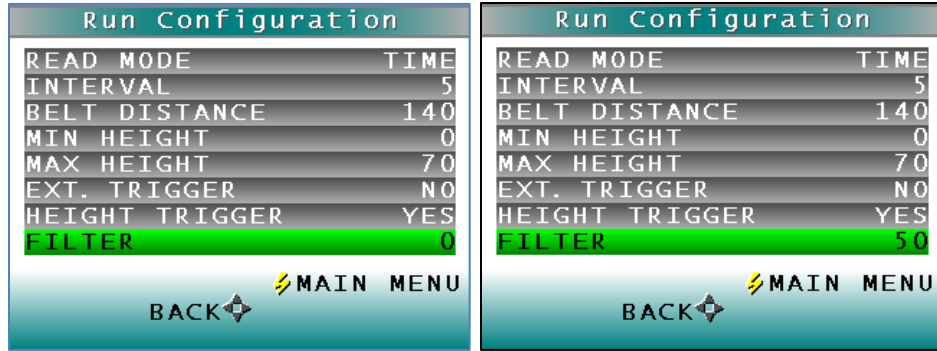 Run Configuration
READ MODE TIME
INTERVAL 5
BELT DISTANCE 140
MIN HEIGHT 0
MAX HEIGHT 70
EXT. TRIGGER NO
HEIGHT TRIGGER YES
FILTER 0
MAIN MENU
BACK
Run Configuration
READ MODE TIME
INTERVAL 5
BELT DISTANCE 140
MIN HEIGHT 0
MAX HEIGHT 70
EXT. TRIGGER NO
HEIGHT TRIGGER YES
FILTER 50
MAIN MENU
BACK